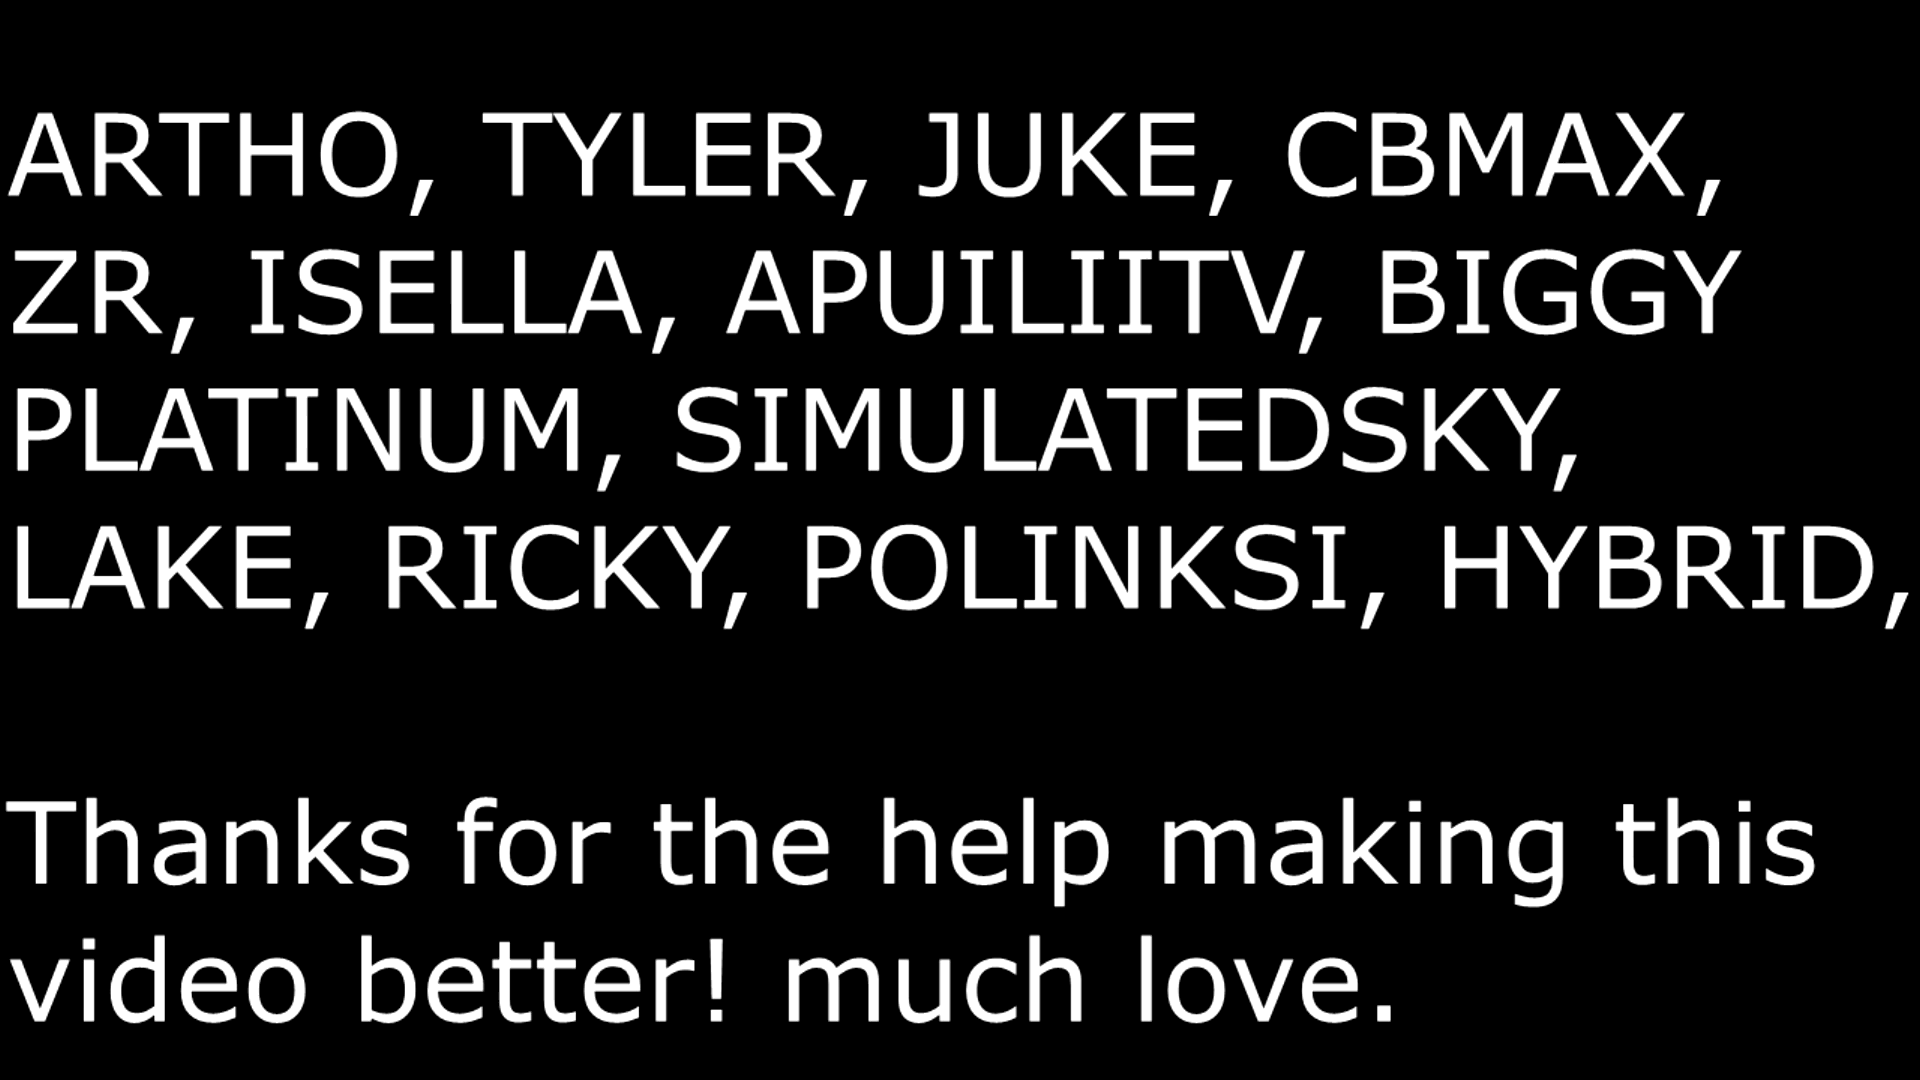 ARTHO, TYLER, JUKE, CBMAX,
ZR, ISELLA, APUILIITV, BIGGY
PLATINUM, SIMULATEDSKY,
LAKE, RICKY, POLINKSI, HYBRID,
Thanks for the help making this
video better! much love.